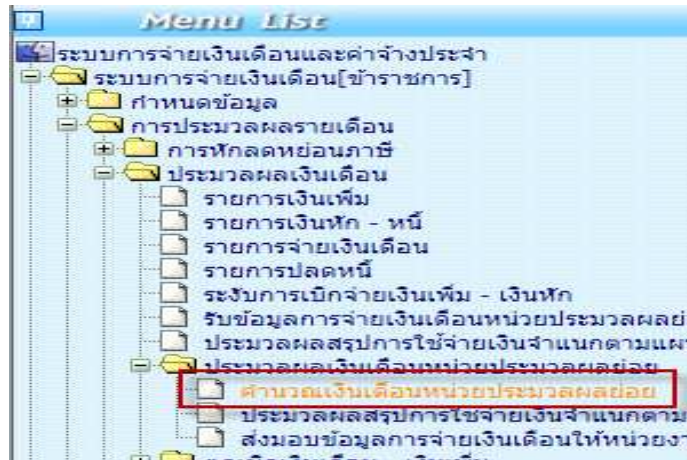 Menu List
ระบบการจ่ายเงินเดือนและค่าจ้างประจำ
ระบบการจ่ายเงินเดือน[ข้าราชการ]
กำหนดข้อมูล
การประมวลผลรายเดือน
การหักลดหย่อนภาษี
ประมวลผลเงินเดือน
รายการเงินเพิ่ม
รายการเงินหัก - หนี้
รายการจ่ายเงินเดือน
รายการปลดหนี้
ระงับการเบิกจ่ายเงินเพิ่ม - เงินหัก
รับข้อมูลการจ่ายเงินเดือนหน่วยประมวลผลย่
ประมวลผลสรุปการใช้จ่ายเงินจำแนกตามแผ
ประมวลผลเงินเดือนหน่วยประมวลผลย่อย
คำนวณเงินเดือนหน่วยประมวลผลย่อย
ประมวลผลสรุปการใช้จ่ายเงินจำแนกตาม
ส่งมอบข้อมูลการจ่ายเงินเดือนให้หน่วยงา